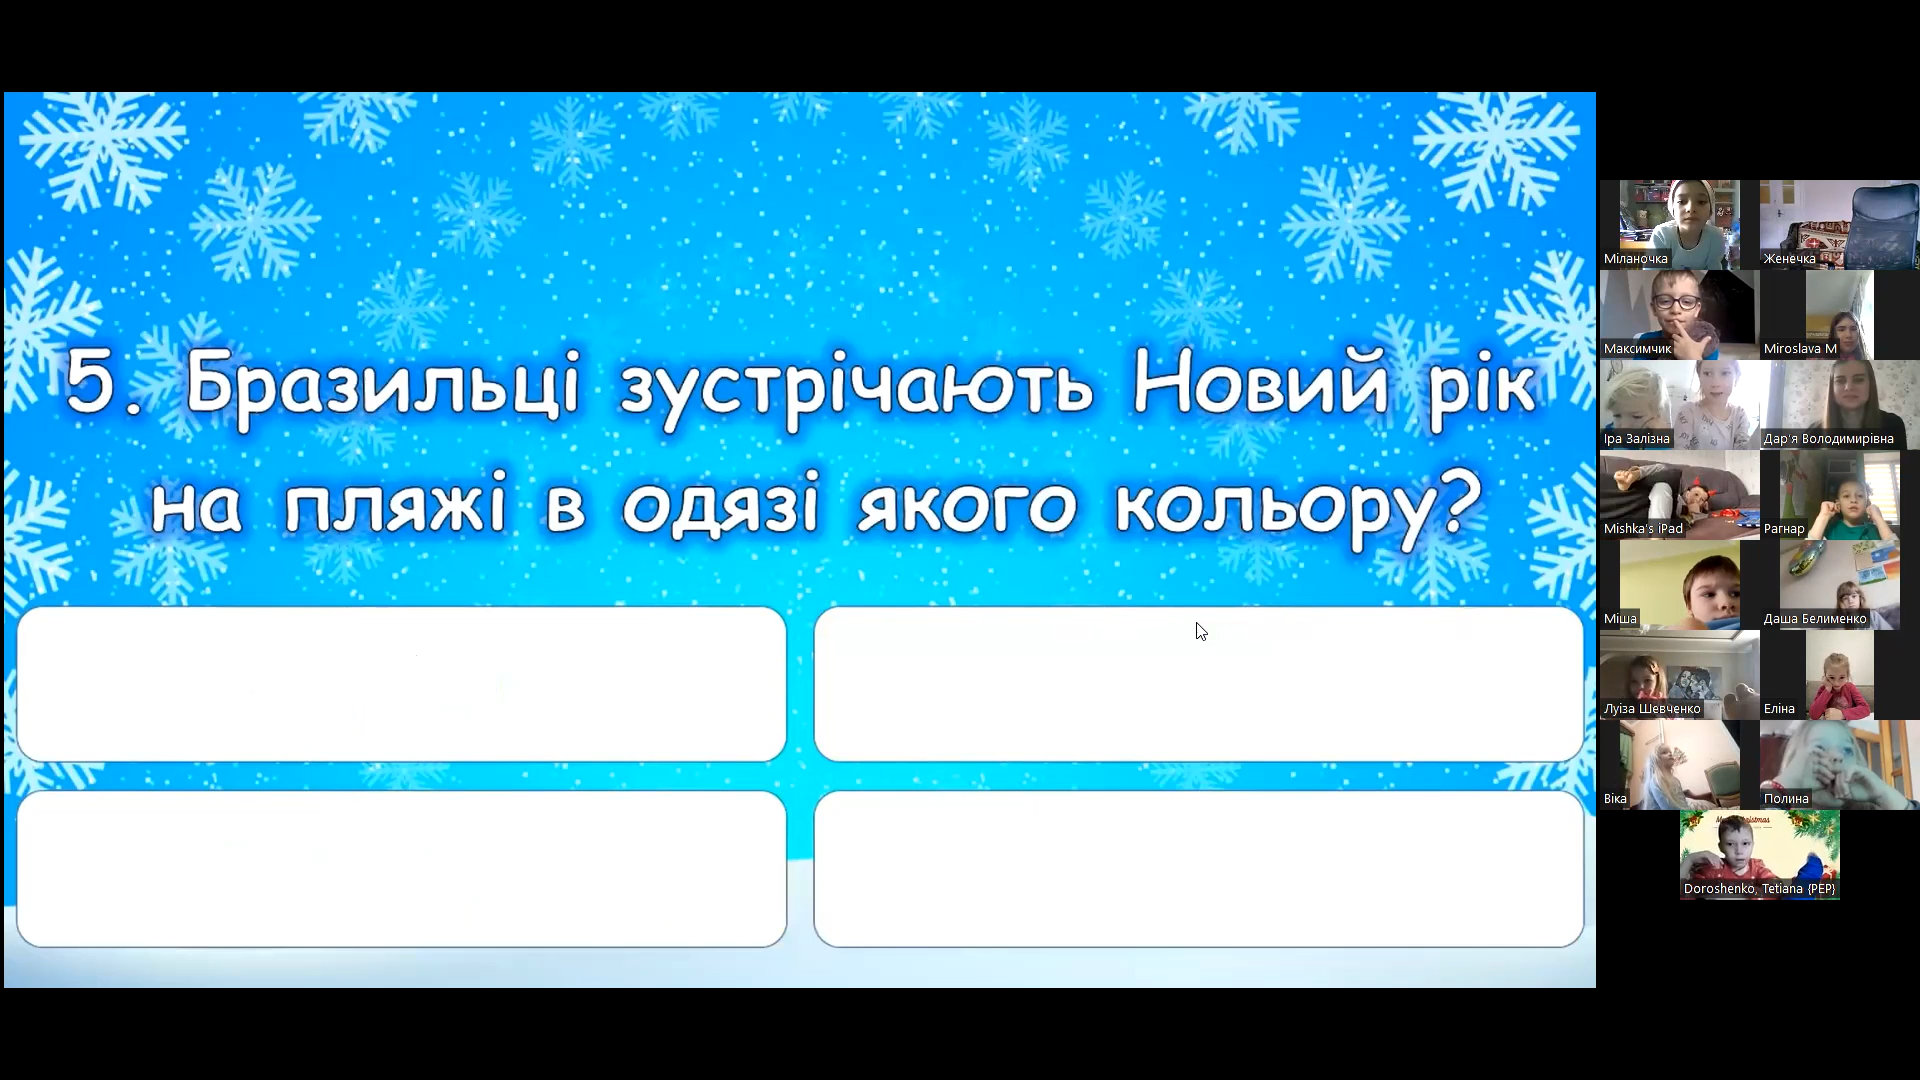 5. Бразильці зустрічають Новий рік
на пляжі в одязі якого кольору?
Міланочка
Женечка
Максимчик
Miroslava M
Іра Залізна
Дар'я Володимирівна
Mishka's iPad
Рагнар
Міша
Даша Белименко
Луїза Шевченко
Еліна
Віка
Полина
Doroshenko, Tetiana {PEP}